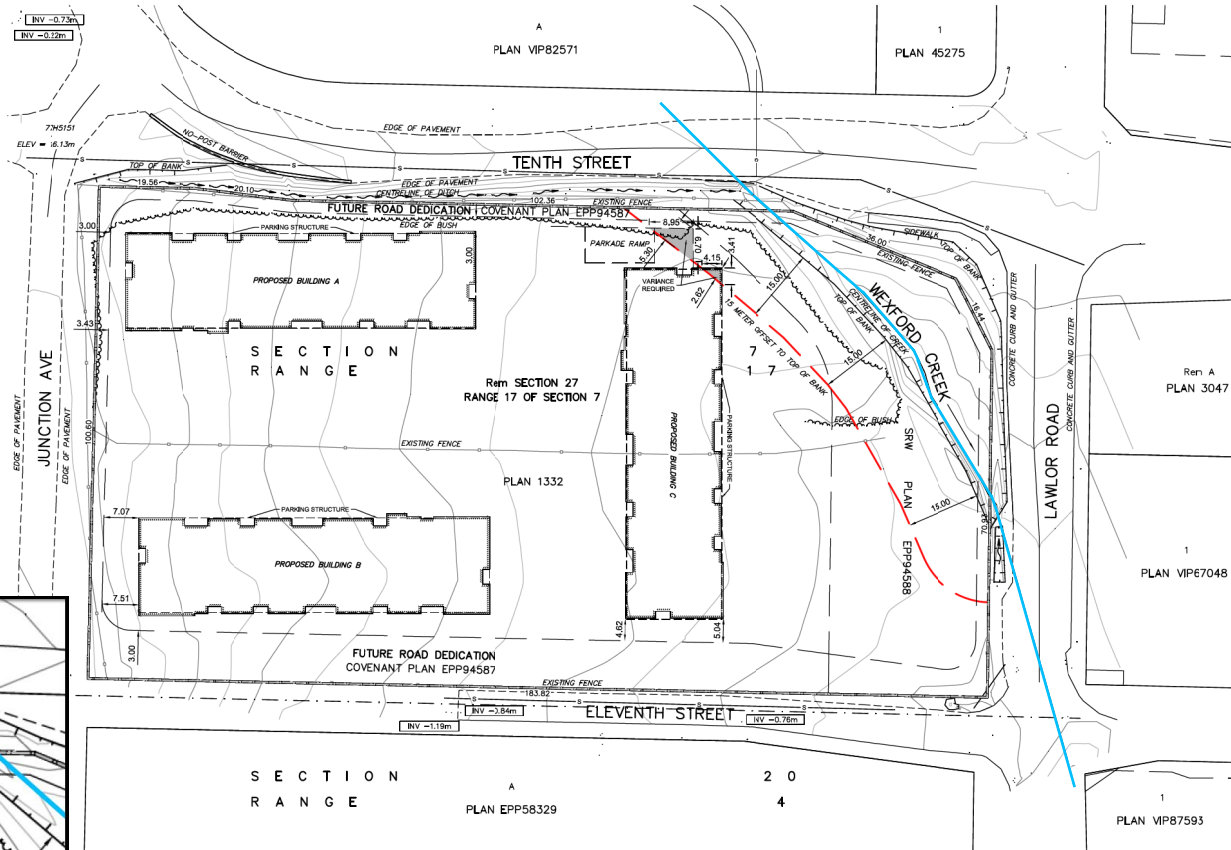 INV -0.73m
INV -0.22m
A
PLAN VIP82571
1
PLAN 45275
77H5151
EDGE OF PAVEMENT
NO-POST BARRIER
TOP OF BANK
S S S S S S
TENTH STREET
19.56
20.10
EDGE OF PAVEMENT
CENTRELINE OF DITCH
102.36
EXISTING FENCE
FUTURE ROAD DEDICATION COVENANT PLAN EPP94587
EDGE OF BUSH
3.00
PARKING STRUCTURE
PROPOSED BUILDING A
3.00
3.43
PARKADE RAMP
8.95
5.30
6.70
3.41
4.15
VARIANCE
REQUIRED
2.62
15.00
15 METER OFFSET TO TOP OF BANK
36.00
SIDEWALK
TOP OF BANK
EXISTING FENCE
WEXFORD CREEK
CENTRELINE OF CREEK
TOP OF BANK
16.44
15.00
CONCRETE CURB AND GUTTER
CONCRETE CURB AND GUTTER
Rem A
PLAN 3047
SECTION 7
RANGE 17
Rem SECTION 27
RANGE 17 OF SECTION 7
JUNCTION AVE
EDGE OF PAVEMENT
EDGE OF PAVEMENT
100.60
EXISTING FENCE
PLAN 1332
PROPOSED BUILDING C
PARKING STRUCTURE
EDGE OF BUSH
SRW PLAN EPP94588
15.00
LAWLOR ROAD
7.07
PARKING STRUCTURE
PROPOSED BUILDING B
7.51
3.00
4.62
5.04
1
PLAN VIP67048
FUTURE ROAD DEDICATION
COVENANT PLAN EPP94587
EXISTING FENCE
183.82
S S S S
INV -1.19m
ELEVENTH STREET
INV -0.76m
SECTION 20
RANGE 4
A
PLAN EPP58329
1
PLAN VIP87593